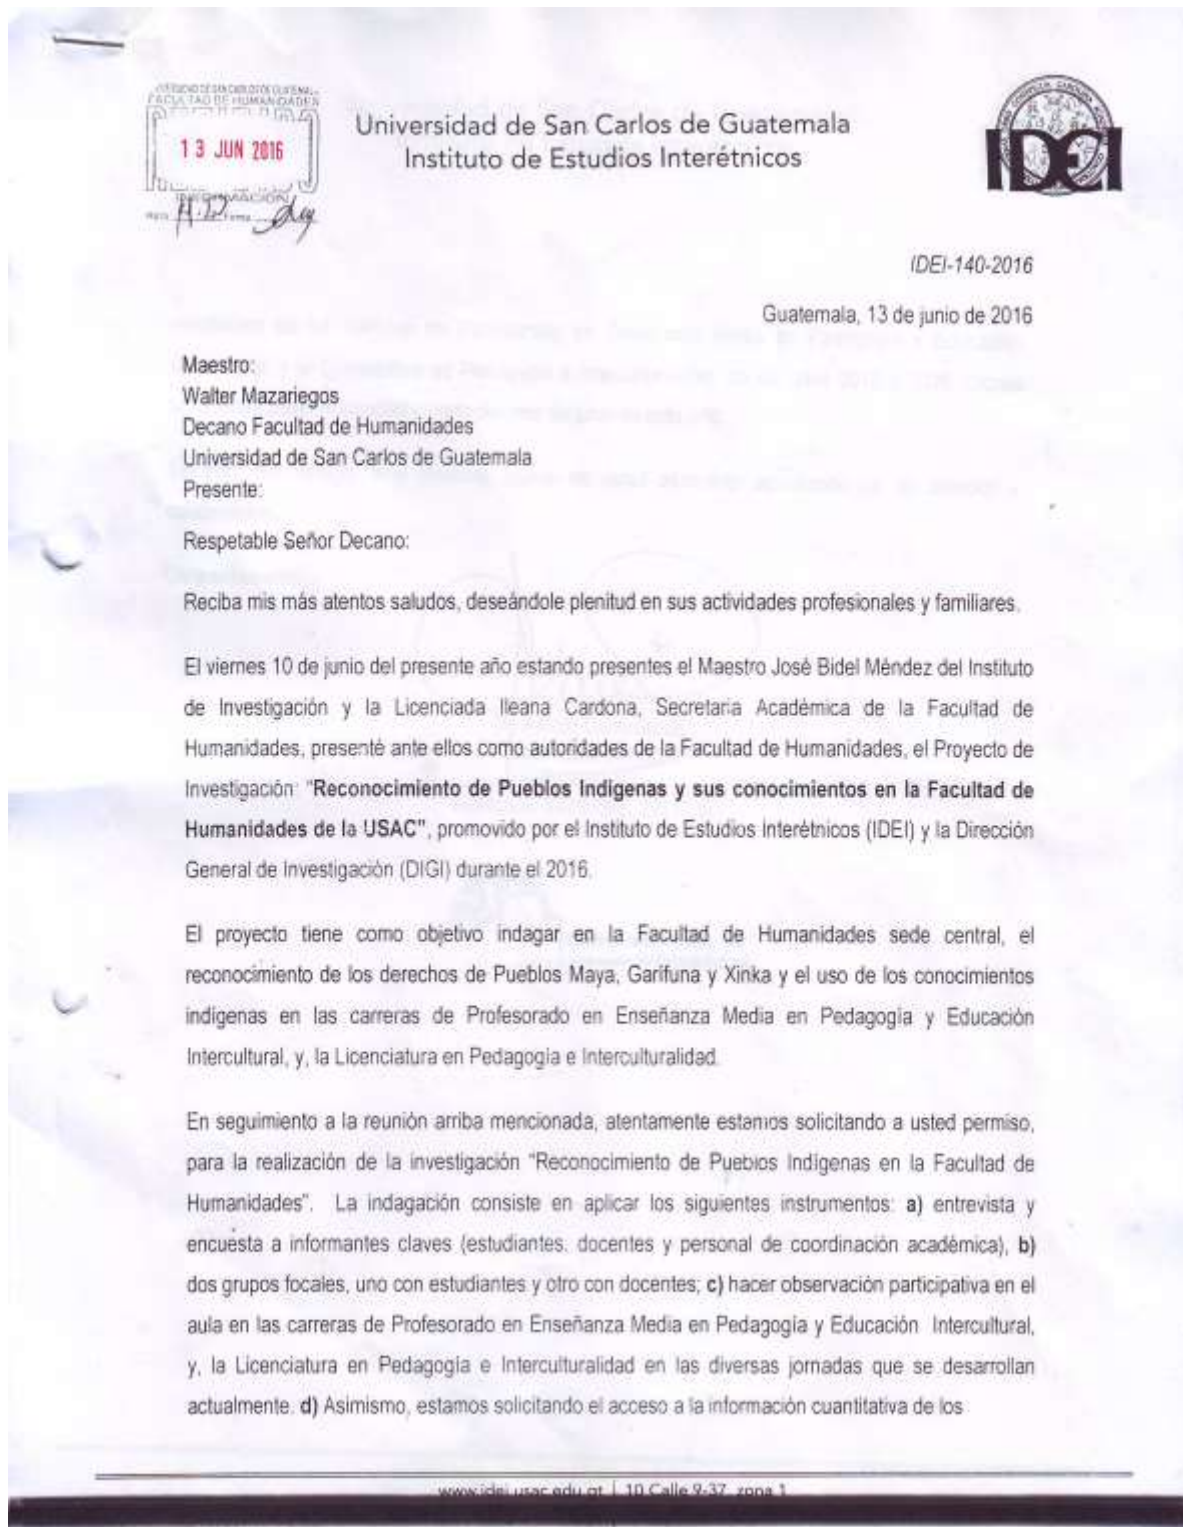 FACULTAD DE HUMANIDADES
13 JUN 2016
INFORMACIÓN
Universidad de San Carlos de Guatemala
Instituto de Estudios Interétnicos
IDEI
IDEI-140-2016
Guatemala, 13 de junio de 2016
Maestro:
Walter Mazariegos
Decano Facultad de Humanidades
Universidad de San Carlos de Guatemala
Presente:
Respetable Señor Decano:
Reciba mis más atentos saludos, deseándole plenitud en sus actividades profesionales y familiares.
El viernes 10 de junio del presente año estando presentes el Maestro José Bidel Méndez del Instituto
de Investigación y la Licenciada Ileana Cardona, Secretaria Académica de la Facultad de
Humanidades, presenté ante ellos como autoridades de la Facultad de Humanidades, el Proyecto de
Investigación: "Reconocimiento de Pueblos Indígenas y sus conocimientos en la Facultad de
Humanidades de la USAC", promovido por el Instituto de Estudios Interétnicos (IDEI) y la Dirección
General de Investigación (DIGI) durante el 2016.
El proyecto tiene como objetivo indagar en la Facultad de Humanidades sede central, el
reconocimiento de los derechos de Pueblos Maya, Garífuna y Xinka y el uso de los conocimientos
indígenas en las carreras de Profesorado en Enseñanza Media en Pedagogía y Educación
Intercultural, y, la Licenciatura en Pedagogía e Interculturalidad.
En seguimiento a la reunión arriba mencionada, atentamente estamos solicitando a usted permiso,
para la realización de la investigación "Reconocimiento de Pueblos Indígenas en la Facultad de
Humanidades". La indagación consiste en aplicar los siguientes instrumentos: a) entrevista y
encuesta a informantes claves (estudiantes, docentes y personal de coordinación académica), b)
dos grupos focales, uno con estudiantes y otro con docentes; c) hacer observación participativa en el
aula en las carreras de Profesorado en Enseñanza Media en Pedagogía y Educación Intercultural,
y, la Licenciatura en Pedagogía e Interculturalidad en las diversas jornadas que se desarrollan
actualmente. d) Asimismo, estamos solicitando el acceso a la información cuantitativa de los
www.idei.usac.edu.gt | 10 Calle 9-37, zona 1